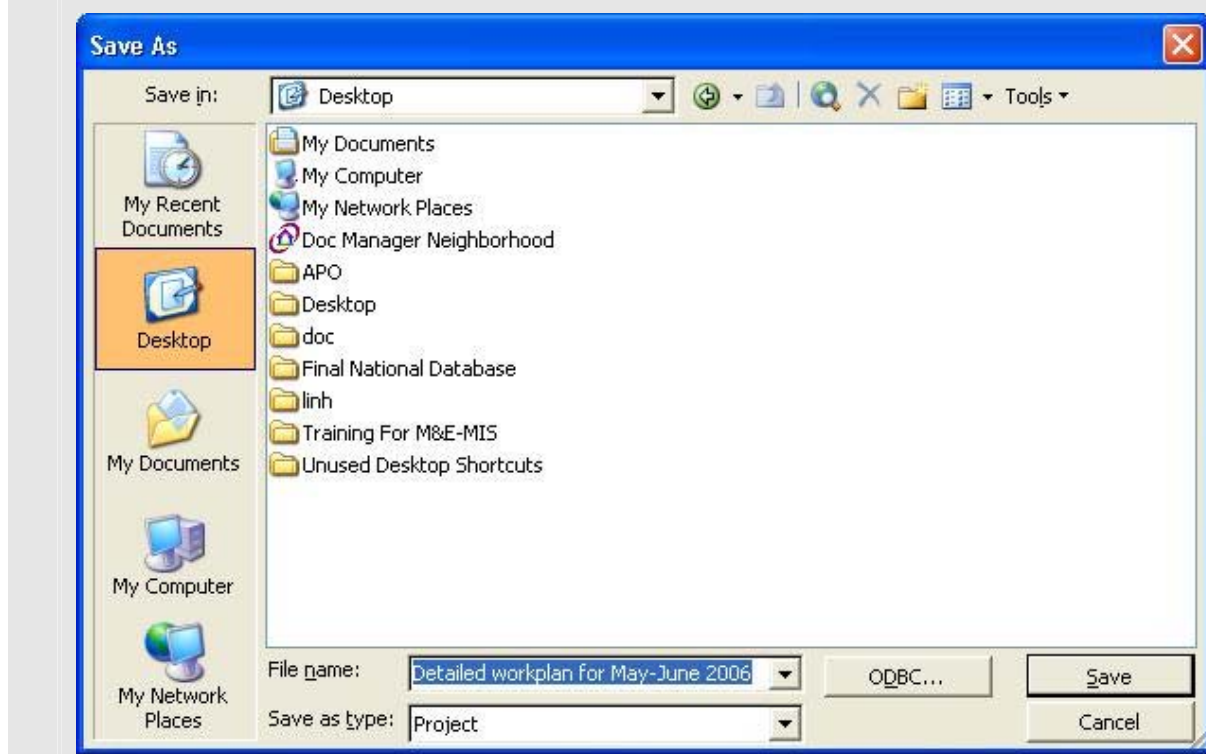 Save As
Save in:
Desktop
Tools
My Recent
Documents
Desktop
My Documents
My Computer
My Network
Places
My Documents
My Computer
My Network Places
Doc Manager Neighborhood
APO
Desktop
doc
Final National Database
linh
Training For M&E-MIS
Unused Desktop Shortcuts
File name:
Detailed workplan for May-June 2006
ODBC...
Save
Save as type:
Project
Cancel